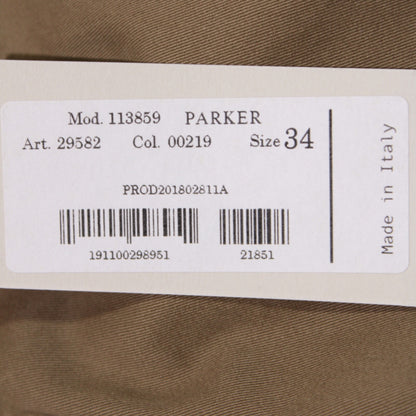 Mod. 113859 PARKER
Art. 29582 Col. 00219 Size 34
PROD201802811A
191100298951 21851
Made in Italy